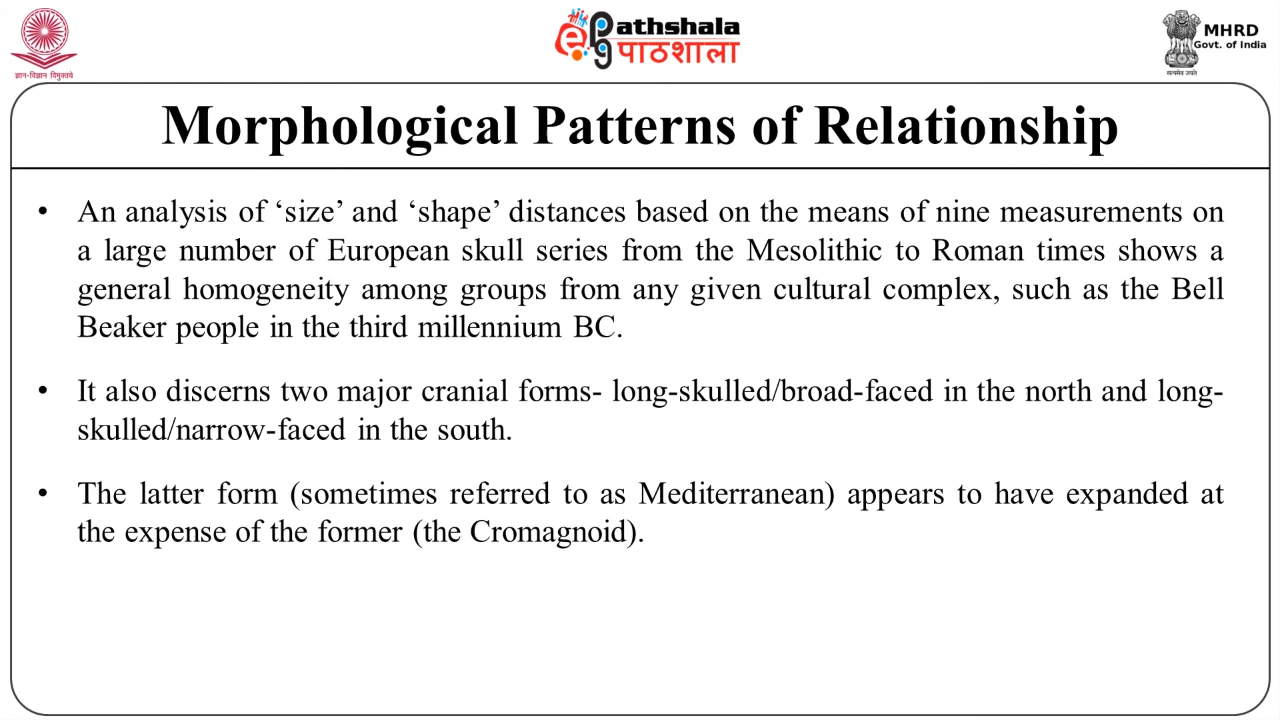 ज्ञान-विज्ञान विमुक्तये
ePathshala
पाठशाला
MHRD
Govt. of India
सत्यमेव जयते
Morphological Patterns of Relationship
• An analysis of ‘size’ and ‘shape’ distances based on the means of nine measurements on
a large number of European skull series from the Mesolithic to Roman times shows a
general homogeneity among groups from any given cultural complex, such as the Bell
Beaker people in the third millennium BC.
• It also discerns two major cranial forms- long-skulled/broad-faced in the north and long-
skulled/narrow-faced in the south.
• The latter form (sometimes referred to as Mediterranean) appears to have expanded at
the expense of the former (the Cromagnoid).